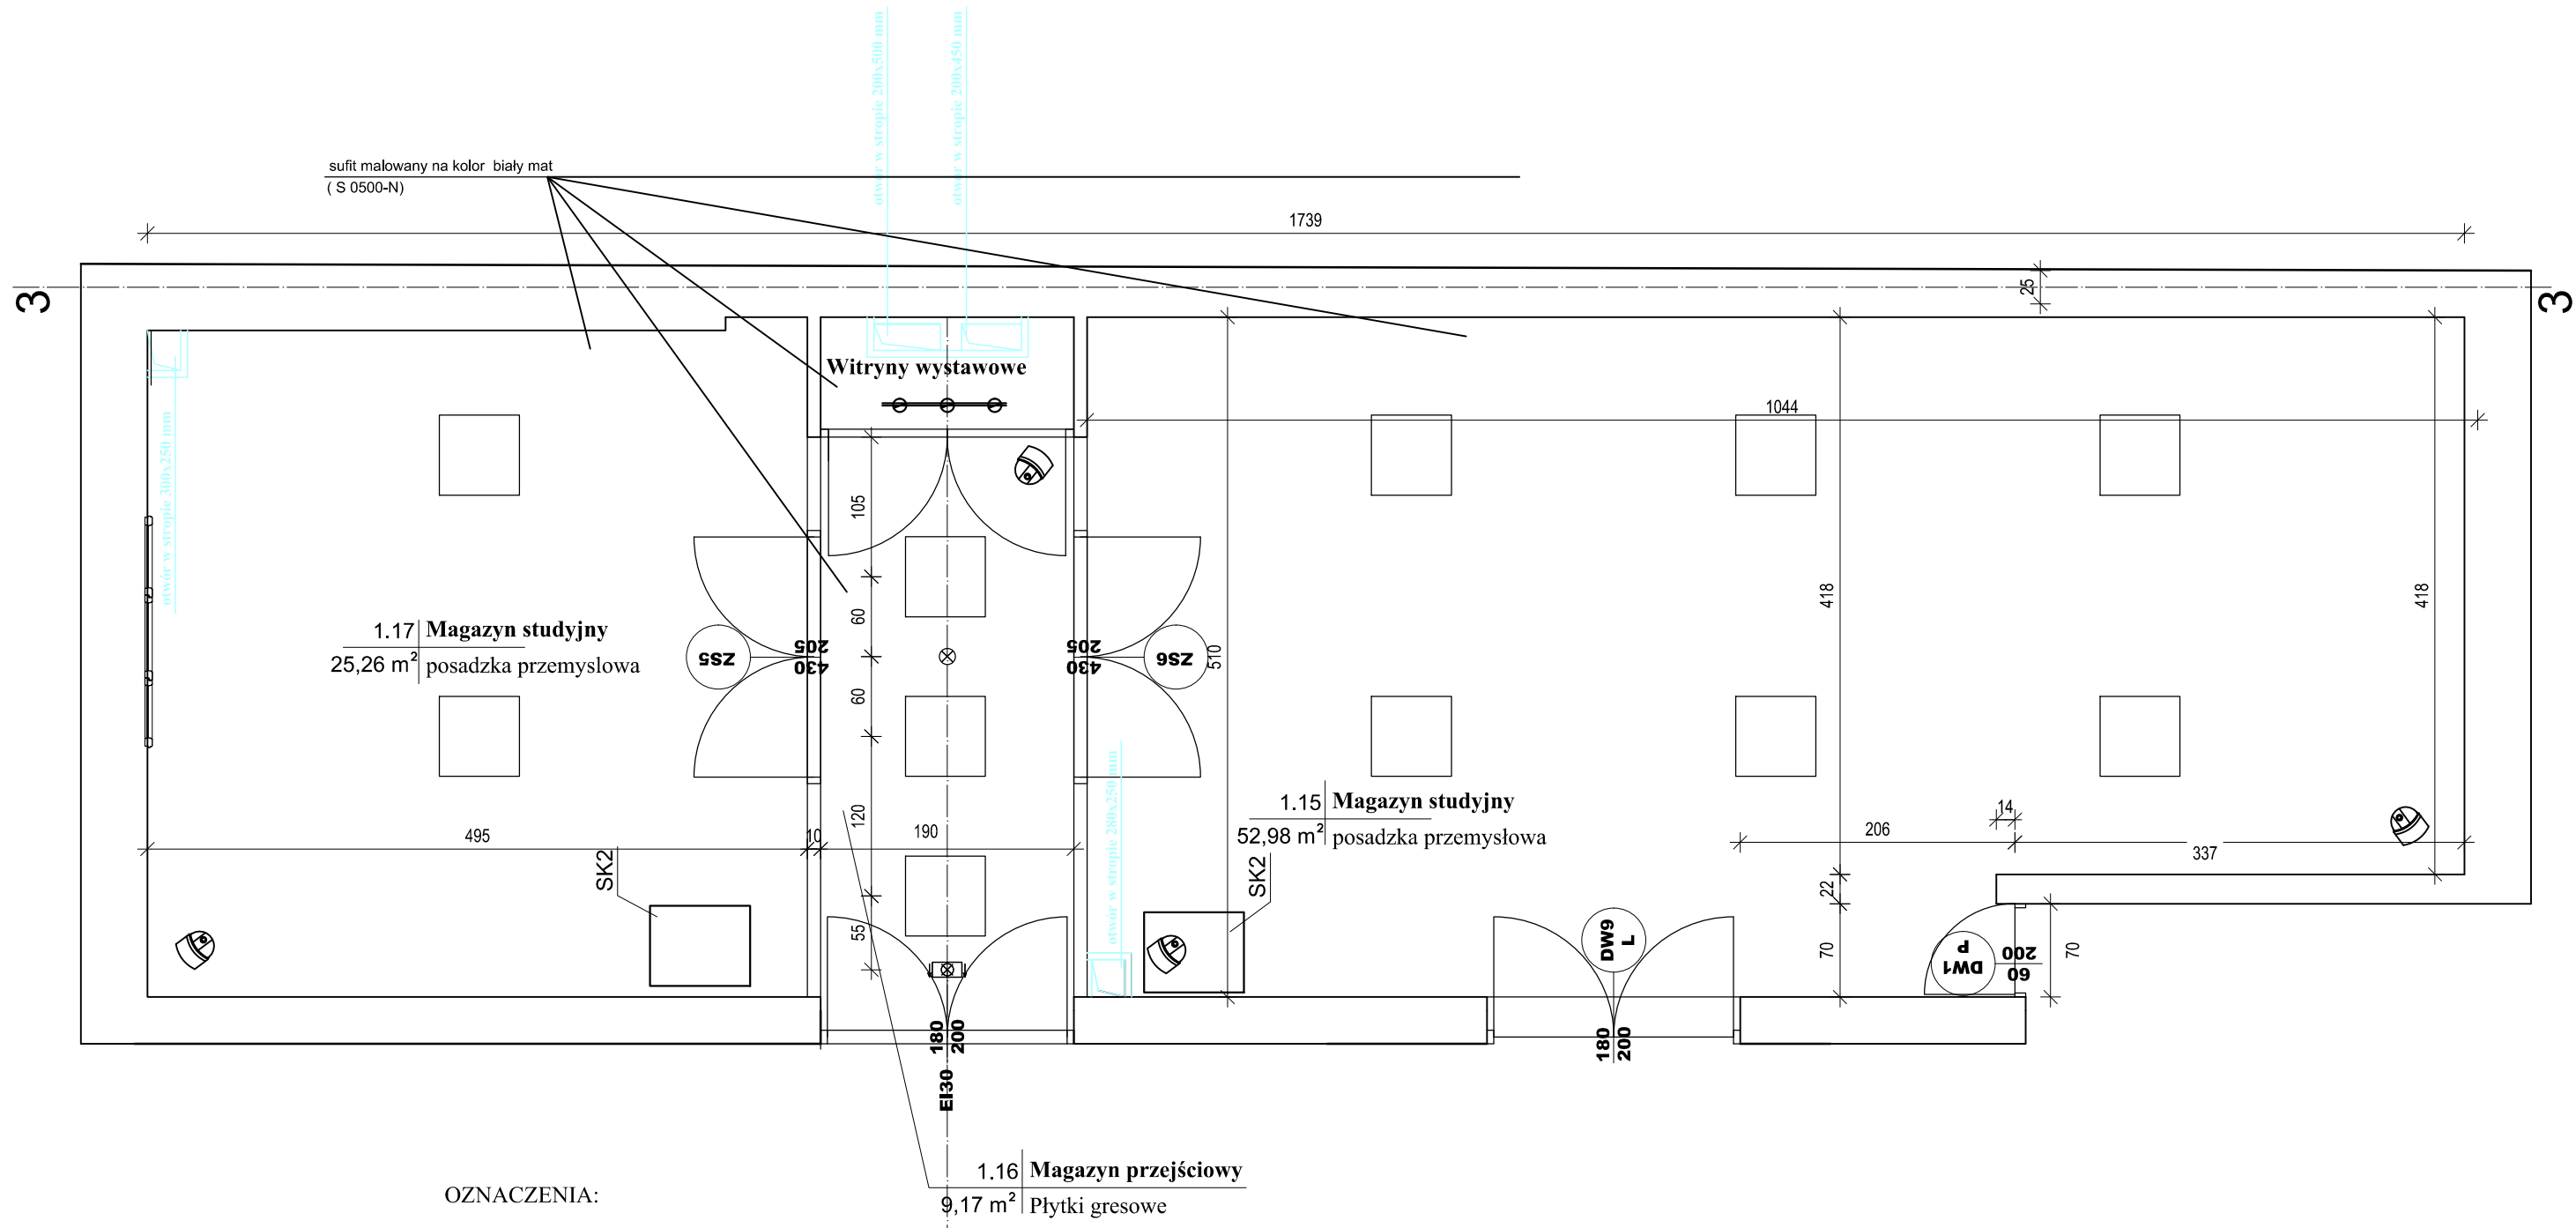 otwór w stropie 200x500 mm
otwór w stropie 200x450 mm
sufit malowany na kolor biały mat
( S 0500-N)
1739
3
25
3
Witryny wystawowe
1044
otwór w stropie 300x250 mm
105
60
60
120
55
418
418
510
1.17 Magazyn studyjny
25,26 m² posadzka przemyslowa
ZS5
205
430
205
430
ZS6
otwór w stropie 280x250 mm
1.15 Magazyn studyjny
52,98 m² posadzka przemysłowa
495
10
190
206
14
337
SK2
SK2
22
70
70
DW9
L
DW1
P
200
60
180
200
EI30
180
200
1.16 Magazyn przejściowy
9,17 m² Płytki gresowe
OZNACZENIA: